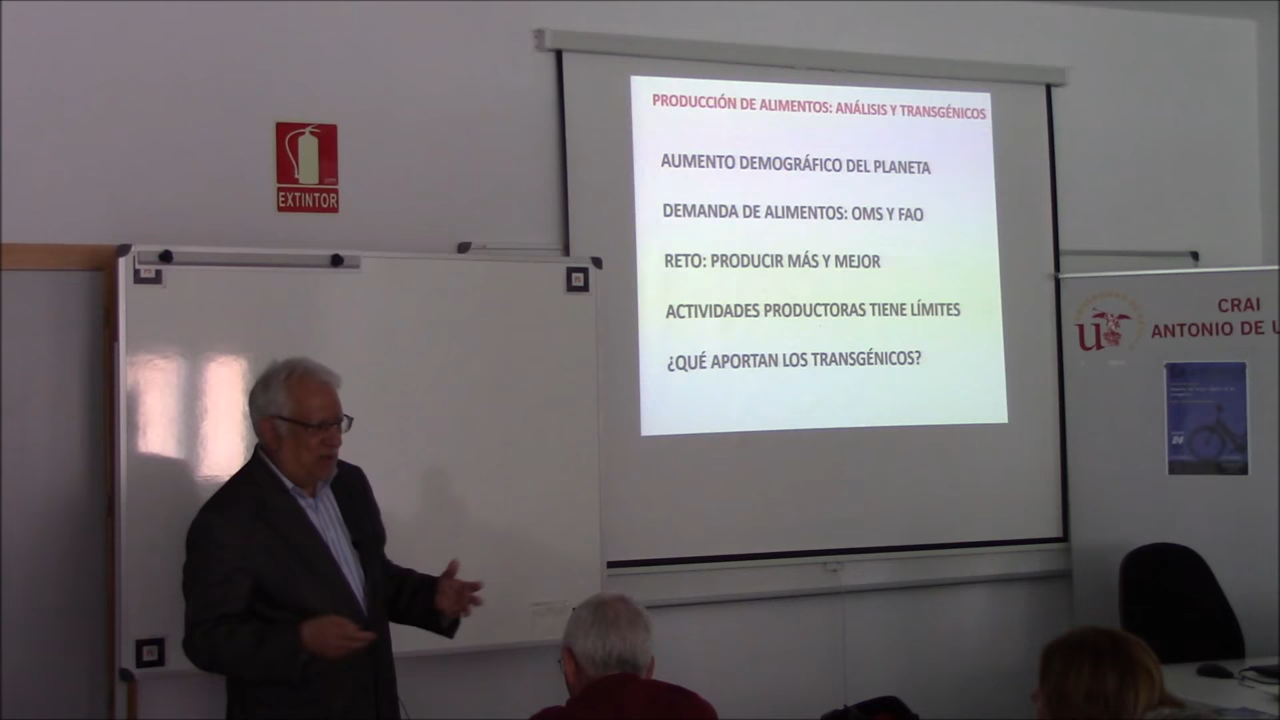 PRODUCCIÓN DE ALIMENTOS: ANÁLISIS Y TRANSGÉNICOS
AUMENTO DEMOGRÁFICO DEL PLANETA
DEMANDA DE ALIMENTOS: OMS Y FAO
RETO: PRODUCIR MÁS Y MEJOR
ACTIVIDADES PRODUCTORAS TIENE LÍMITES
¿QUÉ APORTAN LOS TRANSGÉNICOS?
EXTINTOR
CRAI
ANTONIO DE U